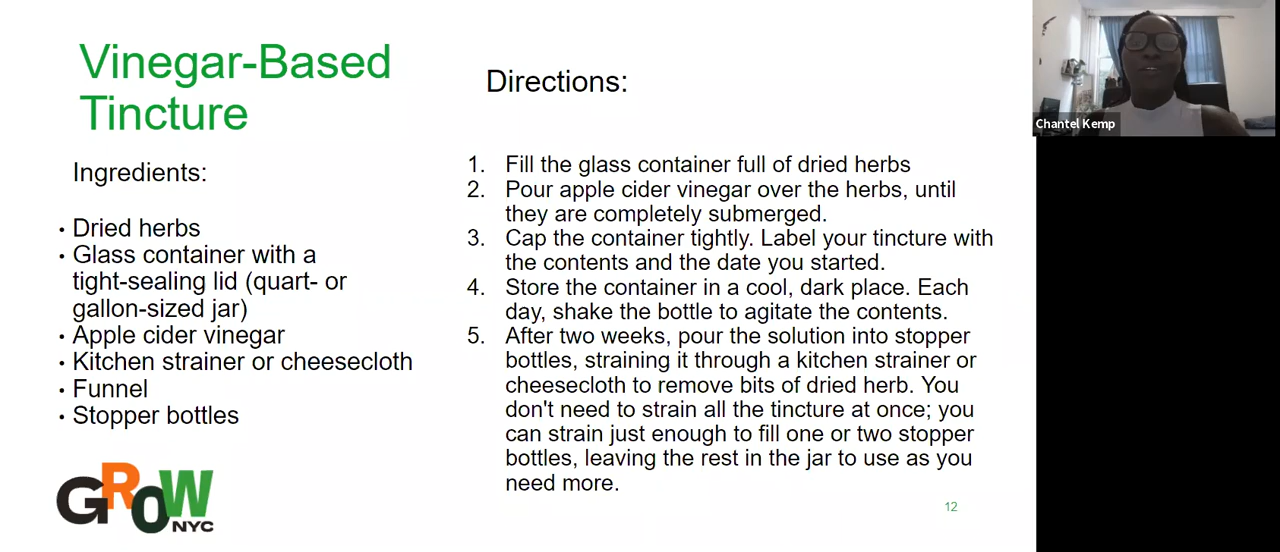 Vinegar-Based
Tincture
Ingredients:
• Dried herbs
• Glass container with a
tight-sealing lid (quart- or
gallon-sized jar)
• Apple cider vinegar
• Kitchen strainer or cheesecloth
• Funnel
• Stopper bottles
GROW
NYC
Directions:
1. Fill the glass container full of dried herbs
2. Pour apple cider vinegar over the herbs, until
they are completely submerged.
3. Cap the container tightly. Label your tincture with
the contents and the date you started.
4. Store the container in a cool, dark place. Each
day, shake the bottle to agitate the contents.
5. After two weeks, pour the solution into stopper
bottles, straining it through a kitchen strainer or
cheesecloth to remove bits of dried herb. You
don't need to strain all the tincture at once; you
can strain just enough to fill one or two stopper
bottles, leaving the rest in the jar to use as you
need more.
12
Chantel Kemp